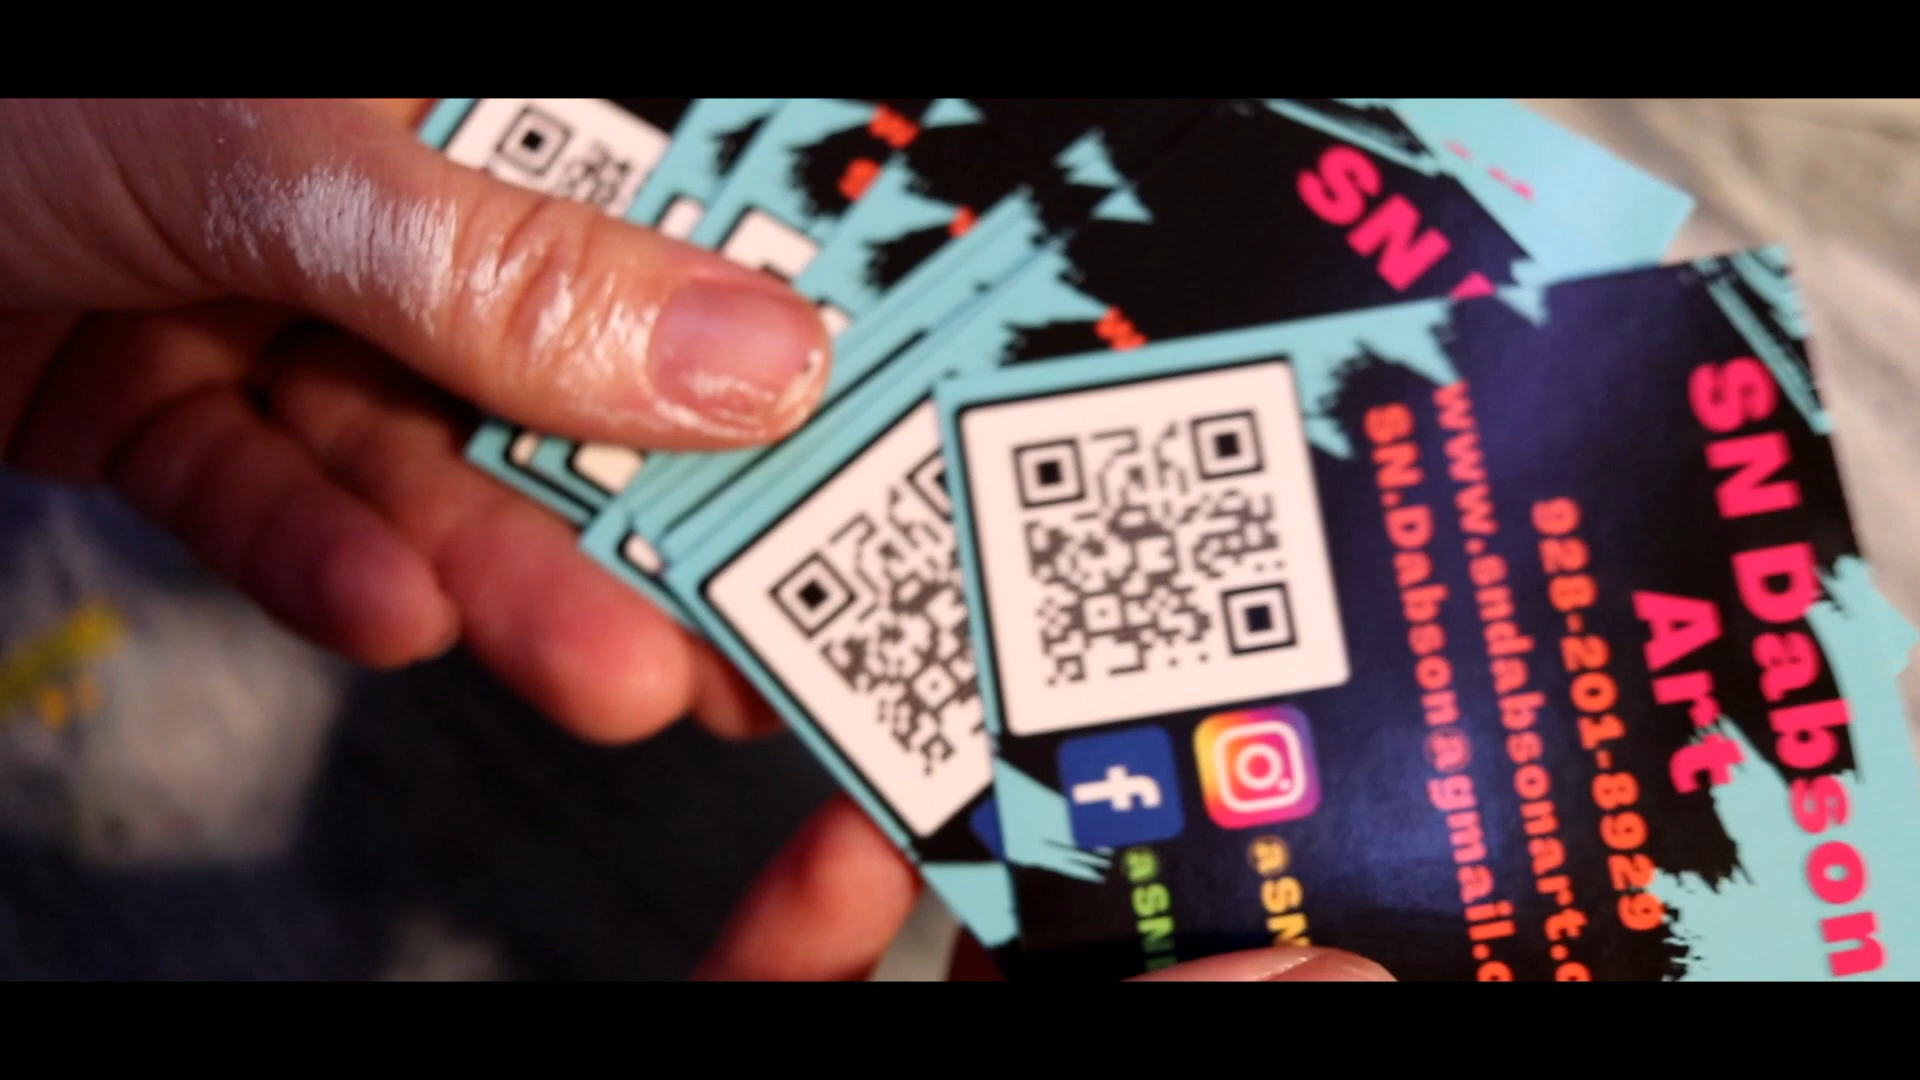 SN Dabson
Art
928-201-8929
www.sndabsonart.c
SN.Dabson@gmail.c
@SN
@SN
SN